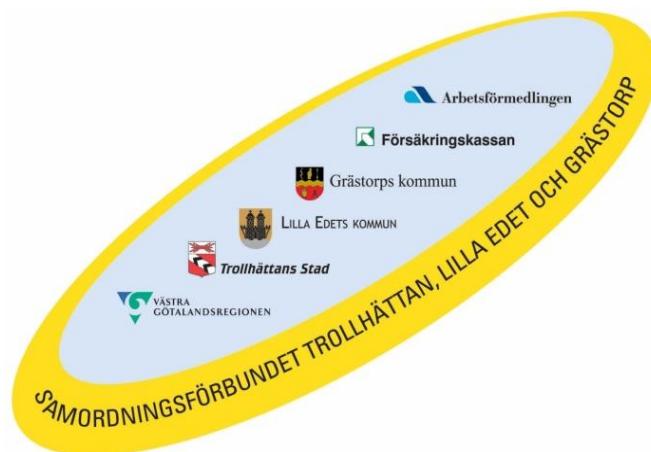 Arbetsförmedlingen
Försäkringskassan
Grästorps kommun
LILLA EDETS KOMMUN
Trollhättans Stad
VÄSTRA
GÖTALANDSREGIONEN
SAMORDNINGSFÖRBUNDET TROLLHÄTTAN, LILLA EDET OCH GRÄSTORP